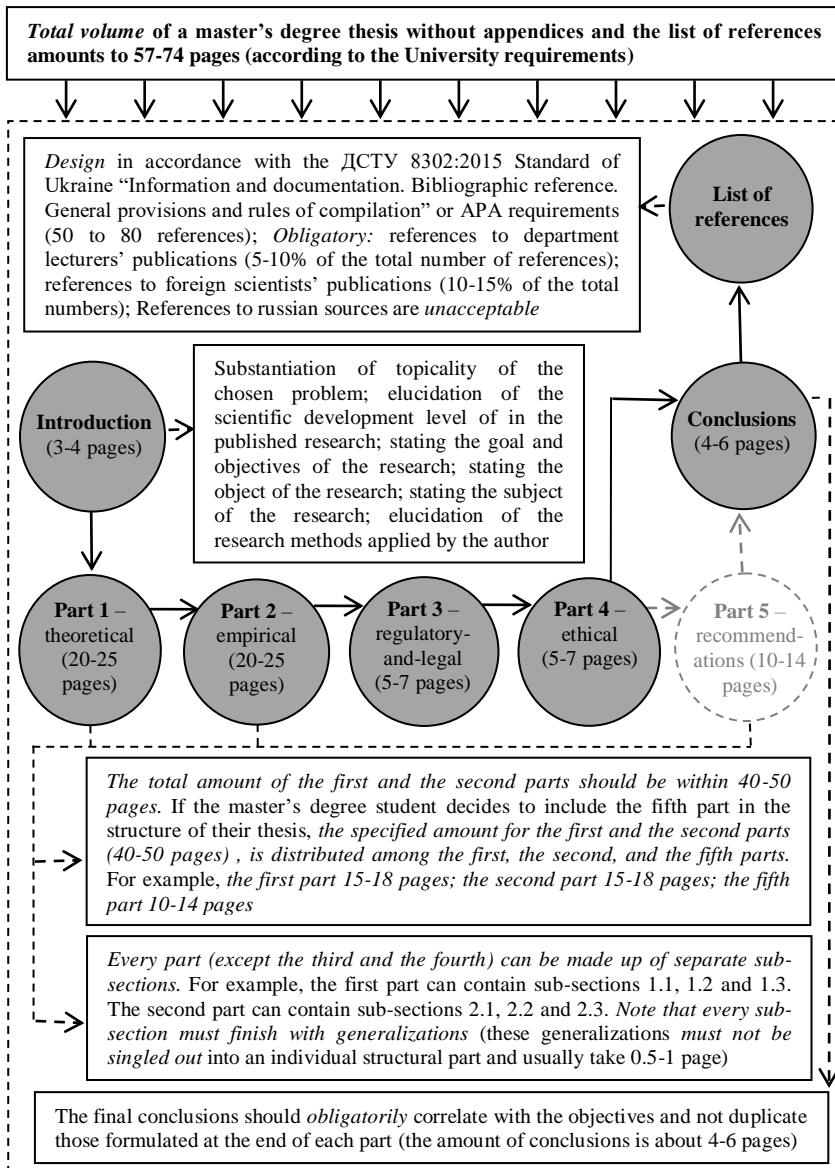 Total volume of a master’s degree thesis without appendices and the list of references
amounts to 57-74 pages (according to the University requirements)
Design in accordance with the ДСТУ 8302:2015 Standard of
Ukraine “Information and documentation. Bibliographic reference.
General provisions and rules of compilation” or APA requirements
(50 to 80 references); Obligatory: references to department
lecturers’ publications (5-10% of the total number of references);
references to foreign scientists’ publications (10-15% of the total
numbers); References to russian sources are unacceptable
List of
references
Introduction
(3-4 pages)
Substantiation of topicality of the
chosen problem; elucidation of the
scientific development level of in the
published research; stating the goal and
objectives of the research; stating the
object of the research; stating the subject
of the research; elucidation of the
research methods applied by the author
Conclusions
(4-6 pages)
Part 1 –
theoretical
(20-25
pages)
Part 2 –
empirical
(20-25
pages)
Part 3 –
regulatory-
and-legal
(5-7 pages)
Part 4 –
ethical
(5-7 pages)
Part 5 –
recommend-
ations (10-14
pages)
The total amount of the first and the second parts should be within 40-50
pages. If the master’s degree student decides to include the fifth part in the
structure of their thesis, the specified amount for the first and the second parts
(40-50 pages) , is distributed among the first, the second, and the fifth parts.
For example, the first part 15-18 pages; the second part 15-18 pages; the fifth
part 10-14 pages
Every part (except the third and the fourth) can be made up of separate sub-
sections. For example, the first part can contain sub-sections 1.1, 1.2 and 1.3.
The second part can contain sub-sections 2.1, 2.2 and 2.3. Note that every sub-
section must finish with generalizations (these generalizations must not be
singled out into an individual structural part and usually take 0.5-1 page)
The final conclusions should obligatorily correlate with the objectives and not duplicate
those formulated at the end of each part (the amount of conclusions is about 4-6 pages)